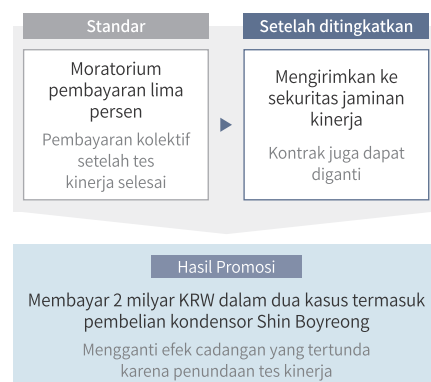 Standar
Moratorium
pembayaran lima
persen
Pembayaran kolektif
setelah tes
kinerja selesai
Setelah ditingkatkan
Mengirimkan ke
sekuritas jaminan
kinerja
Kontrak juga dapat
diganti
Hasil Promosi
Membayar 2 milyar KRW dalam dua kasus termasuk
pembelian kondensor Shin Boyreong
Mengganti efek cadangan yang tertunda
karena penundaan tes kinerja